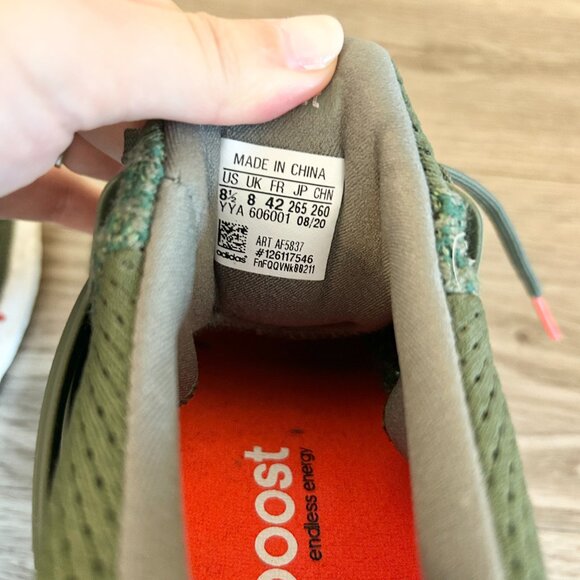 MADE IN CHINA
US UK FR JP CHN
8½ 8 42 265 260
YYA 606001 08/20
ART AF5837
#126117546
FnFQQVNk80211
adidas
boost
endless energy